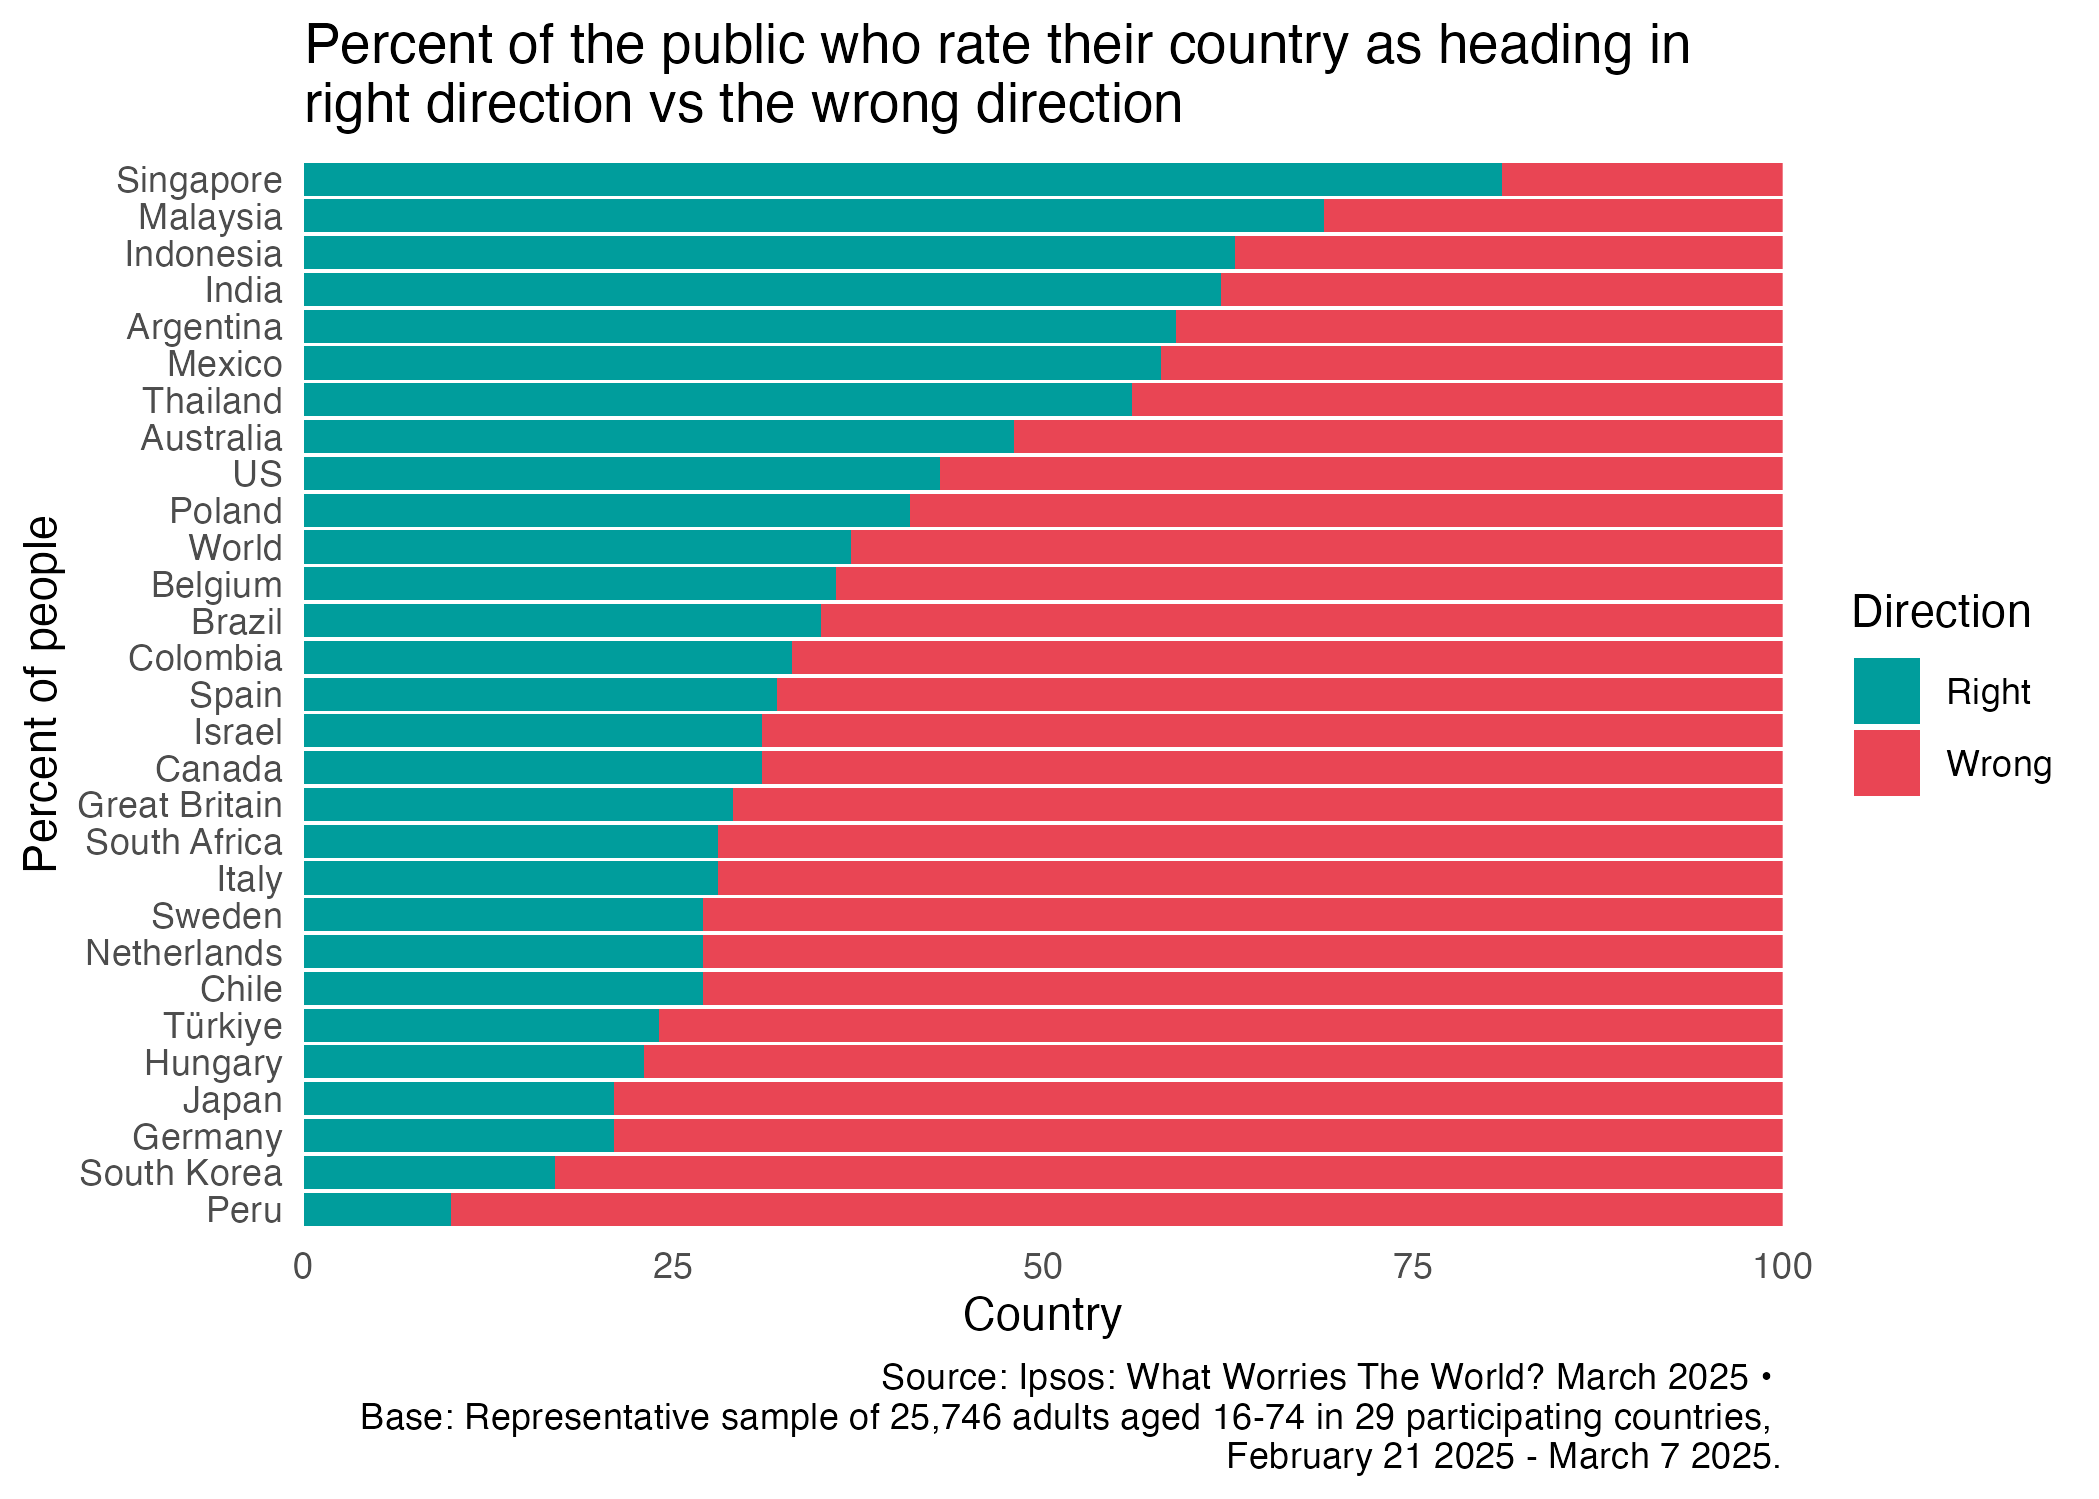 Percent of the public who rate their country as heading in
right direction vs the wrong direction
Percent of people
Singapore
Malaysia
Indonesia
India
Argentina
Mexico
Thailand
Australia
US
Poland
World
Belgium
Brazil
Colombia
Spain
Israel
Canada
Great Britain
South Africa
Italy
Sweden
Netherlands
Chile
Türkiye
Hungary
Japan
Germany
South Korea
Peru
0 25 50 75 100
Country
Direction
Right
Wrong
Source: Ipsos: What Worries The World? March 2025 •
Base: Representative sample of 25,746 adults aged 16-74 in 29 participating countries,
February 21 2025 - March 7 2025.